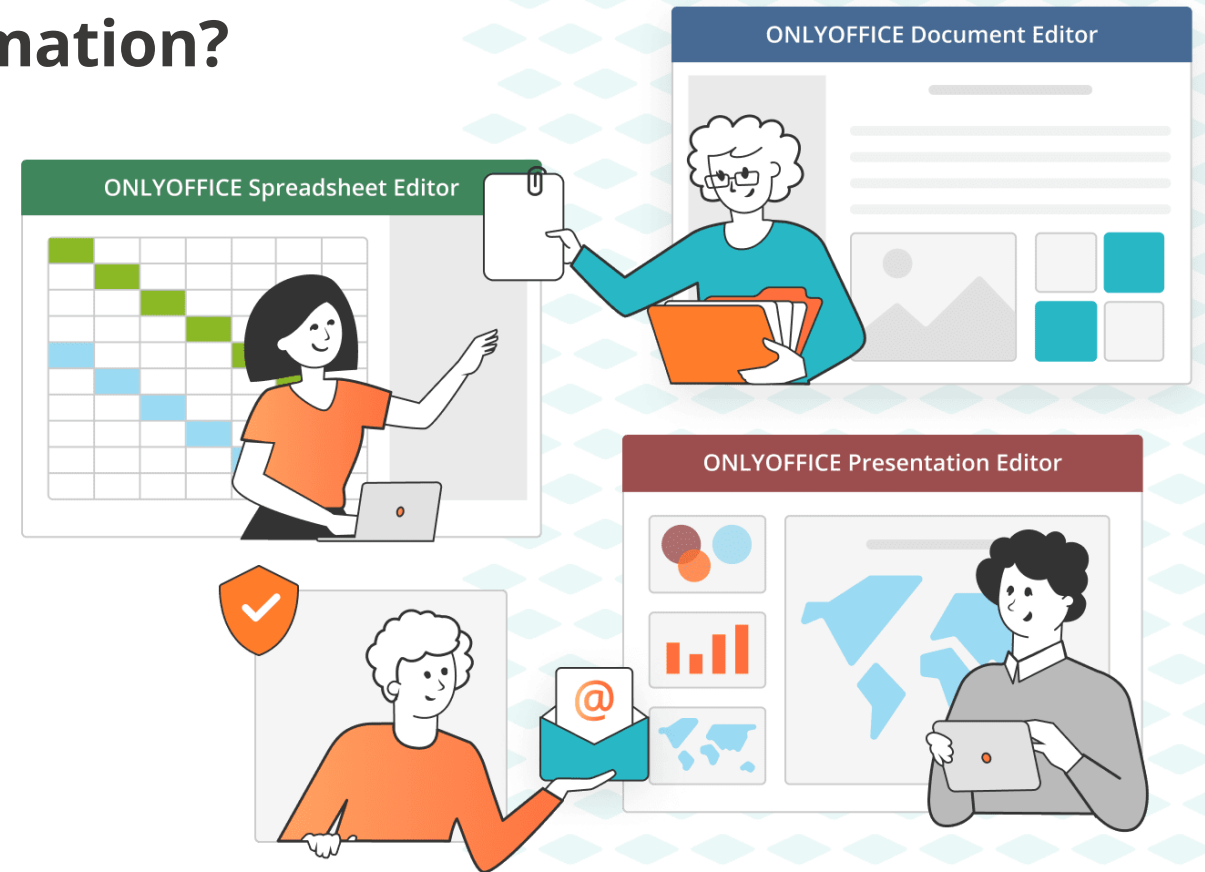 mation?
ONLYOFFICE Document Editor
ONLYOFFICE Spreadsheet Editor
ONLYOFFICE Presentation Editor
@